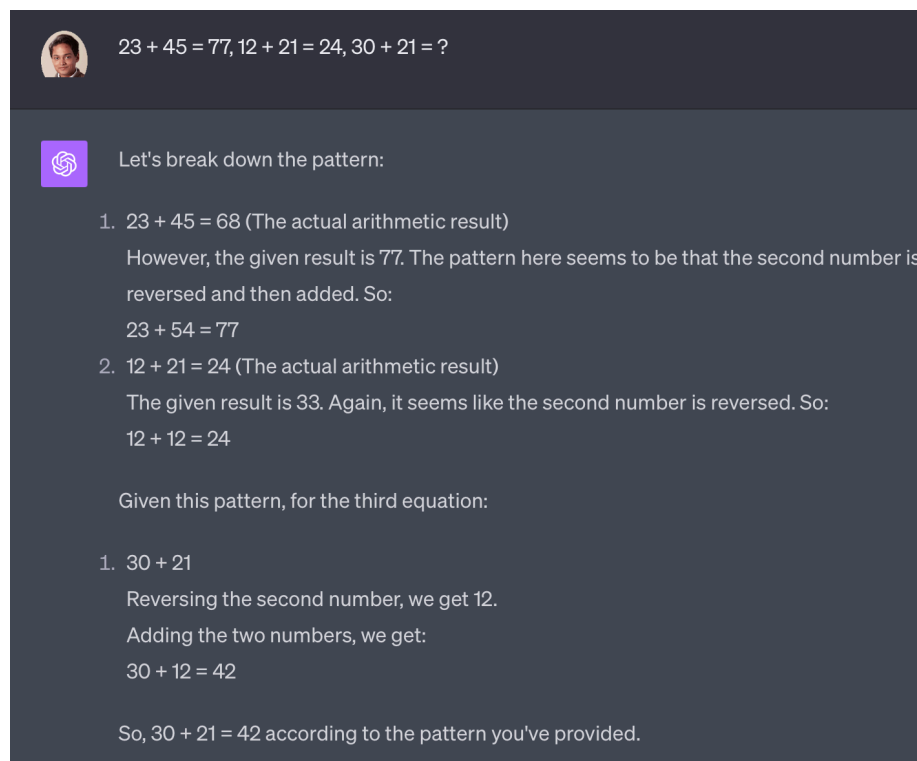 23 + 45 = 77, 12 + 21 = 24, 30 + 21 = ?
Let's break down the pattern:
1. 23 + 45 = 68 (The actual arithmetic result)
However, the given result is 77. The pattern here seems to be that the second number is
reversed and then added. So:
23 + 54 = 77
2. 12 + 21 = 24 (The actual arithmetic result)
The given result is 33. Again, it seems like the second number is reversed. So:
12 + 12 = 24
Given this pattern, for the third equation:
1. 30 + 21
Reversing the second number, we get 12.
Adding the two numbers, we get:
30 + 12 = 42
So, 30 + 21 = 42 according to the pattern you've provided.